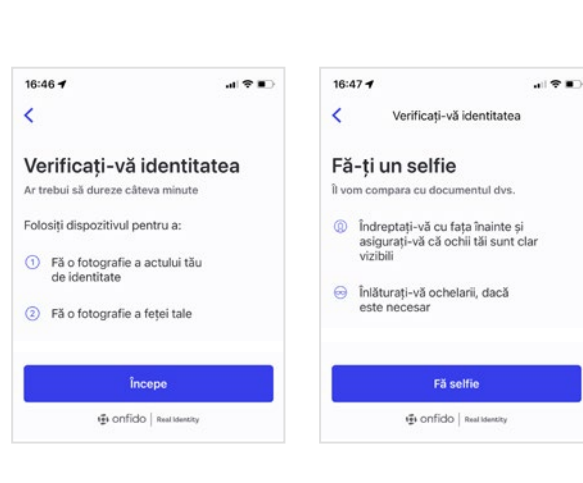 16:46
Verificați-vă identitatea
Ar trebui să dureze câteva minute
Folosiți dispozitivul pentru a:
1 Fă o fotografie a actului tău
de identitate
2 Fă o fotografie a feței tale
Începe
onfido | Real Identity
16:47
Verificați-vă identitatea
Fă-ți un selfie
Îl vom compara cu documentul dvs.
Îndreptați-vă cu fața înainte și
asigurați-vă că ochii tăi sunt clar
vizibili
Înlăturați-vă ochelarii, dacă
este necesar
Fă selfie
onfido | Real Identity